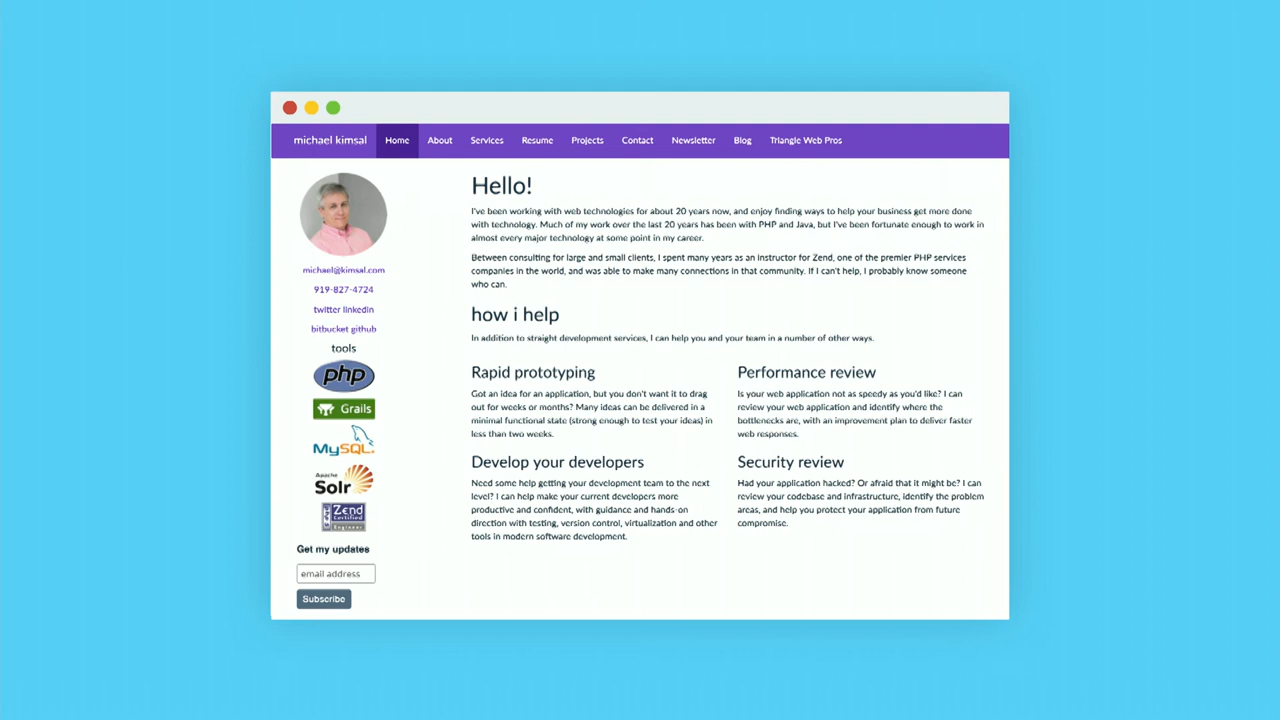 michael kimsal Home About Services Resume Projects Contact Newsletter Blog Triangle Web Pros
michael@kimsal.com
919-827-4724
twitter linkedin
bitbucket github
tools
php
Grails
MySQL
Apache
Solr
Zend
Certified
Engineer
Get my updates
email address
Subscribe
Hello!
I've been working with web technologies for about 20 years now, and enjoy finding ways to help your business get more done
with technology. Much of my work over the last 20 years has been with PHP and Java, but I've been fortunate enough to work in
almost every major technology at some point in my career.
Between consulting for large and small clients, I spent many years as an instructor for Zend, one of the premier PHP services
companies in the world, and was able to make many connections in that community. If I can't help, I probably know someone
who can.
how i help
In addition to straight development services, I can help you and your team in a number of other ways.
Rapid prototyping
Got an idea for an application, but you don't want it to drag
out for weeks or months? Many ideas can be delivered in a
minimal functional state (strong enough to test your ideas) in
less than two weeks.
Performance review
Is your web application not as speedy as you'd like? I can
review your web application and identify where the
bottlenecks are, with an improvement plan to deliver faster
web responses.
Develop your developers
Need some help getting your development team to the next
level? I can help make your current developers more
productive and confident, with guidance and hands-on
direction with testing, version control, virtualization and other
tools in modern software development.
Security review
Had your application hacked? Or afraid that it might be? I can
review your codebase and infrastructure, identify the problem
areas, and help you protect your application from future
compromise.